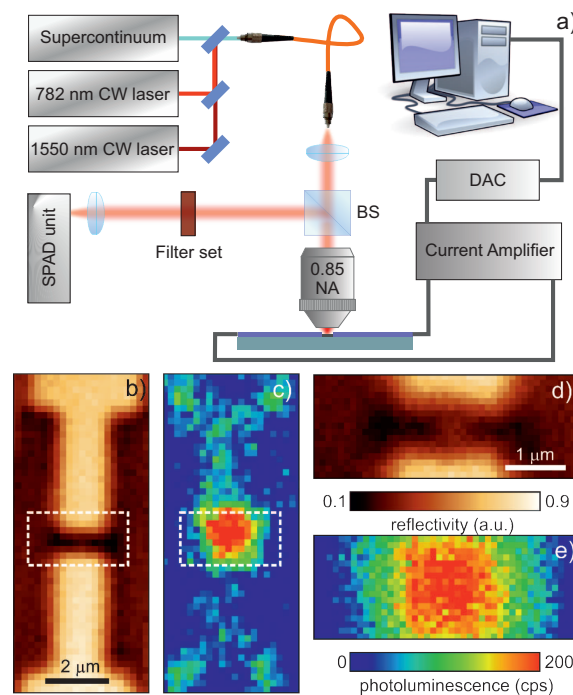 a)
Supercontinuum
782 nm CW laser
1550 nm CW laser
DAC
BS
SPAD unit
Filter set
Current Amplifier
0.85
NA
b)
c)
d)
1 μm
0.1
0.9
reflectivity (a.u.)
e)
2 μm
0
200
photoluminescence (cps)